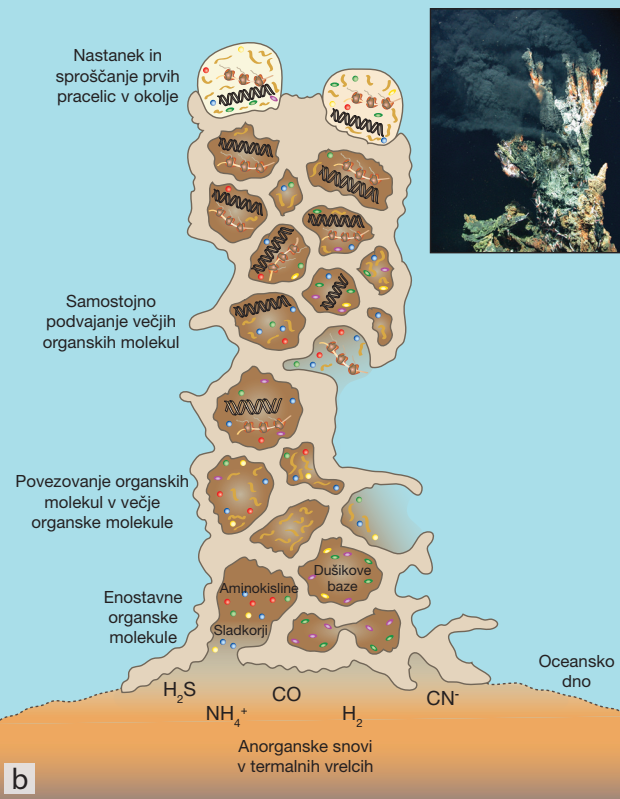 Nastanek in
sproščanje prvih
pracelic v okolje
Samostojno
podvajanje večjih
organskih molekul
Povezovanje organskih
molekul v večje
organske molekule
Dušikove
baze
Aminokisline
Enostavne
organske
molekule
Sladkorji
Oceansko
dno
H₂S
CO
CN⁻
NH₄⁺
H₂
Anorganske snovi
v termalnih vrelcih
b